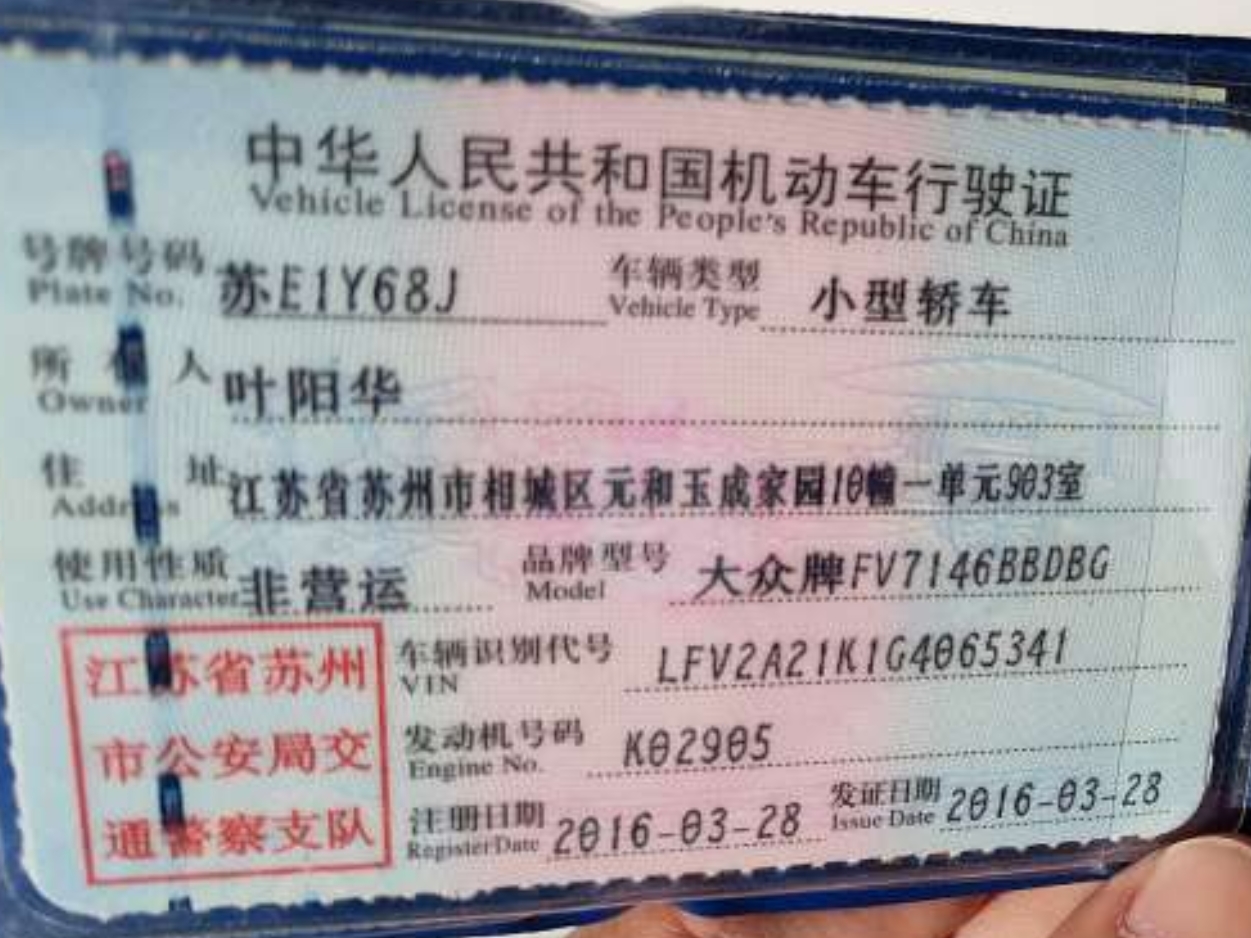 中华人民共和国机动车行驶证
Vehicle License of the People's Republic of China
号牌号码 苏E1Y68J 车辆类型 小型轿车
Plate No. Vehicle Type
所有人 叶阳华
Owner
住址 江苏省苏州市相城区元和玉成家园10幢一单元903室
Address
使用性质 非营运 品牌型号 大众牌FV7146BBDBG
Use Character Model
江苏省苏州
市公安局交
通警察支队
车辆识别代号 LFV2A21K1G4065341
VIN
发动机号码 K02905
Engine No.
注册日期 2016-03-28 发证日期 2016-03-28
Register Date Issue Date